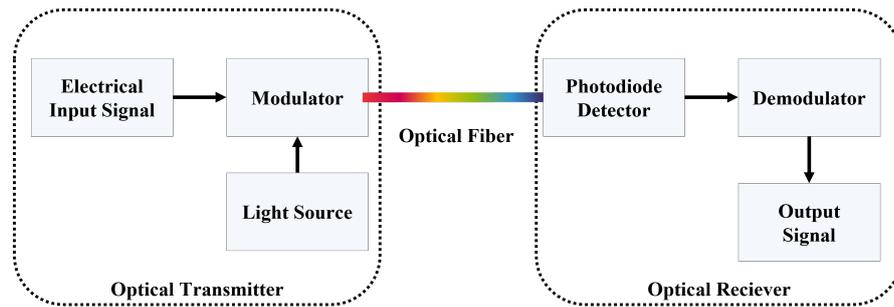 Electrical
Input Signal
Modulator
Light Source
Optical Transmitter
Optical Fiber
Photodiode
Detector
Demodulator
Output
Signal
Optical Reciever